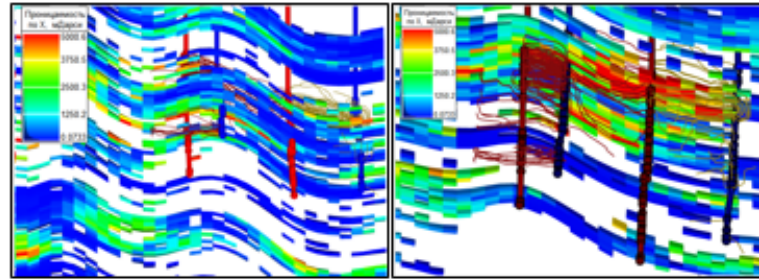 Проницаемость
по X, мДарси
5000.6
3750.5
2500.3
1250.2
0.0733
Проницаемость
по X, мДарси
5000.6
3750.5
2500.3
1250.2
0.0733